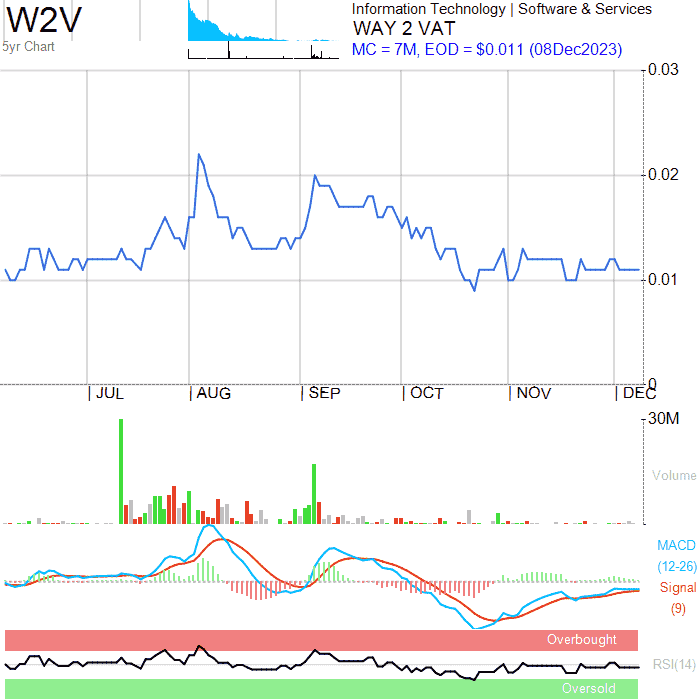 W2V
5yr Chart
Information Technology | Software & Services
WAY 2 VAT
MC = 7M, EOD = $0.011 (08Dec2023)
0.03
0.02
0.01
0
JUL
AUG
SEP
OCT
NOV
DEC
30M
Volume
MACD
(12-26)
Signal
(9)
Overbought
RSI(14)
Oversold